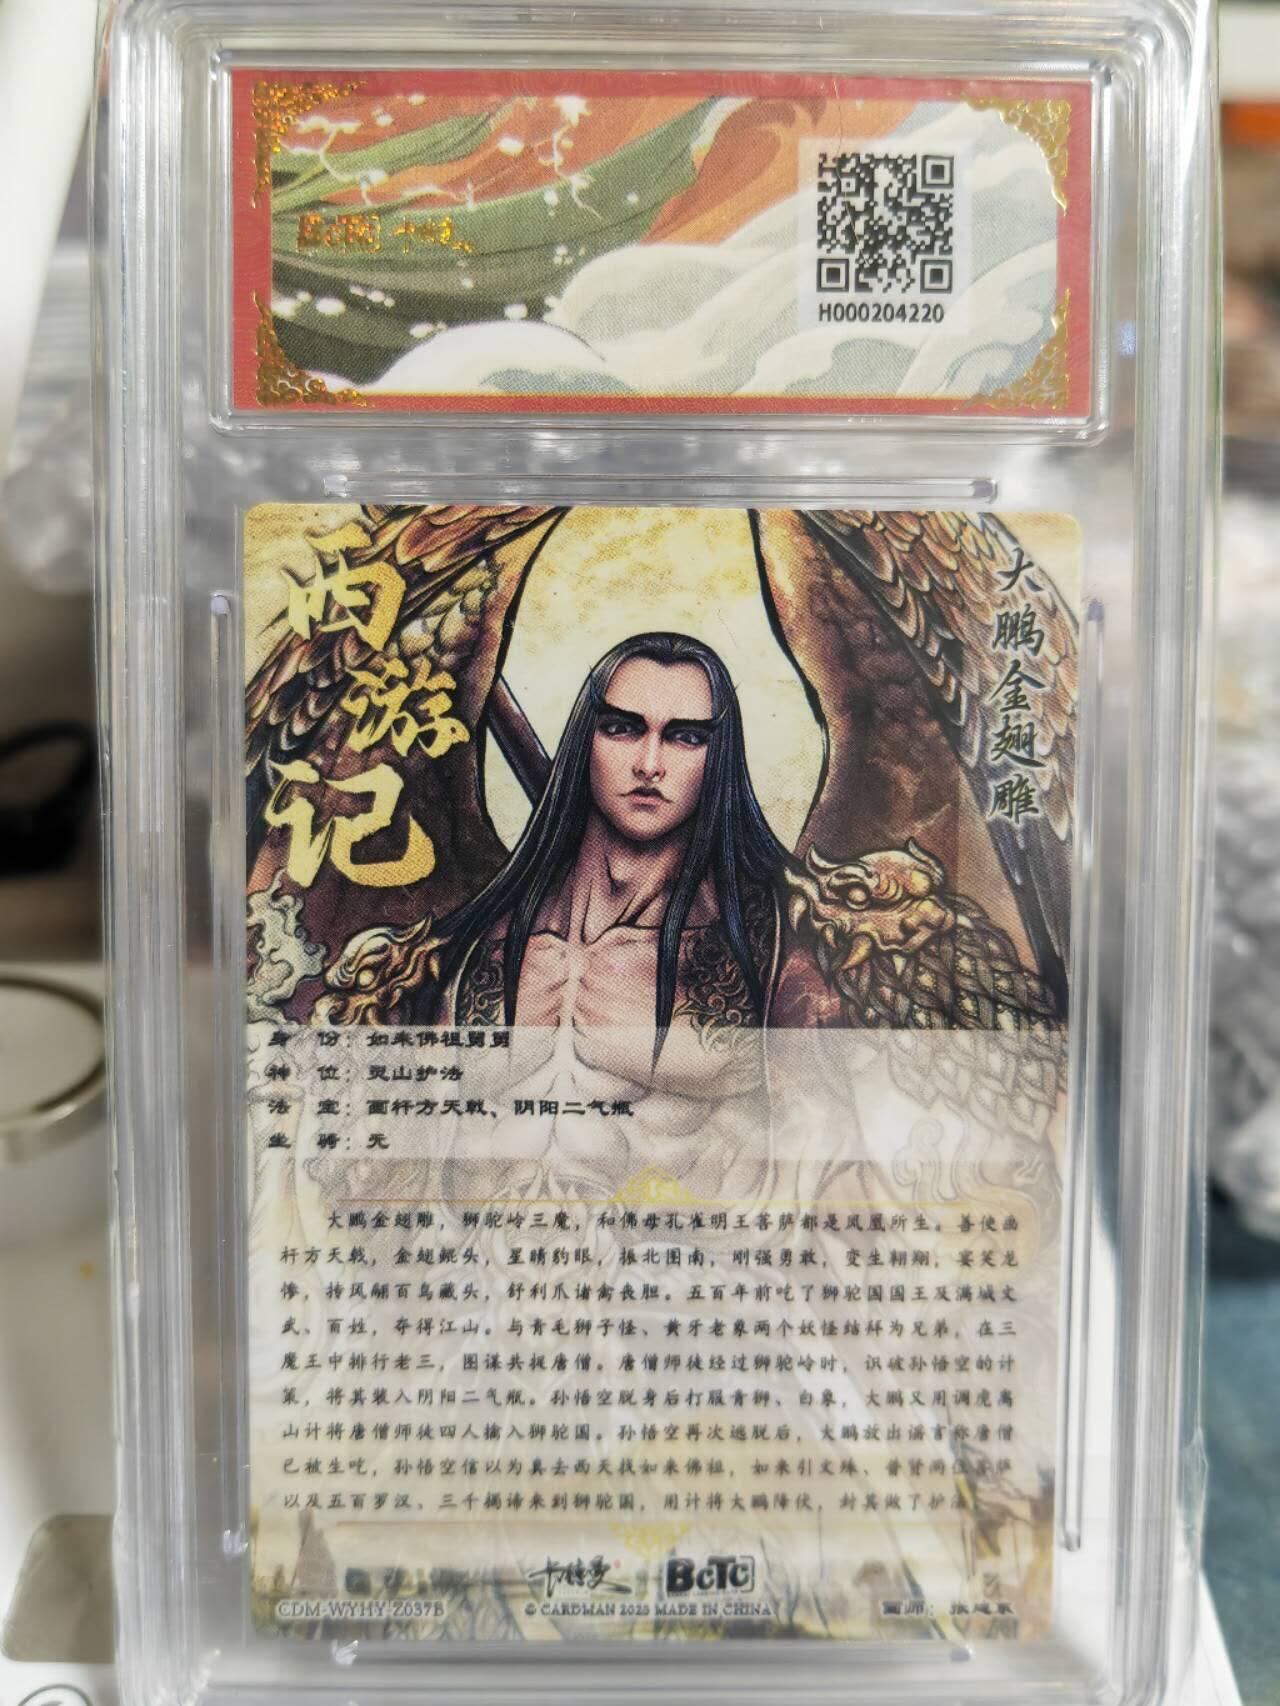 卡特曼
H000204220
西游记
大鹏金翅雕
身 份：如来佛祖舅舅
神 位：灵山护法
法 宝：画杆方天戟、阴阳二气瓶
坐 骑：无
大鹏金翅雕，狮驼岭三魔，和佛母孔雀明王菩萨都是凤凰所生。善使画
杆方天戟，金翅鲲头，星睛豹眼，振北图南，刚强勇敢，变生翱翔，宴笑龙
惨，抟风翮百鸟藏头，舒利爪诸禽丧胆。五百年前吃了狮驼国国王及满城文
武、百姓，夺得江山。与青毛狮子怪、黄牙老象两个妖怪结拜为兄弟，在三
魔王中排行老三，图谋共捉唐僧。唐僧师徒经过狮驼岭时，识破孙悟空的计
策，将其装入阴阳二气瓶。孙悟空脱身后打服青狮、白象，大鹏又用调虎离
山计将唐僧师徒四人擒入狮驼国。孙悟空再次逃脱后，大鹏放出谣言称唐僧
已被生吃，孙悟空信以为真去西天找如来佛祖，如来引文殊、普贤两位菩萨
以及五百罗汉、三千揭谛来到狮驼国，用计将大鹏降伏，封其做了护法。
卡特曼 BCTC
CDM-WYHY-Z037B
© CARDMAN 2023 MADE IN CHINA
画师：张